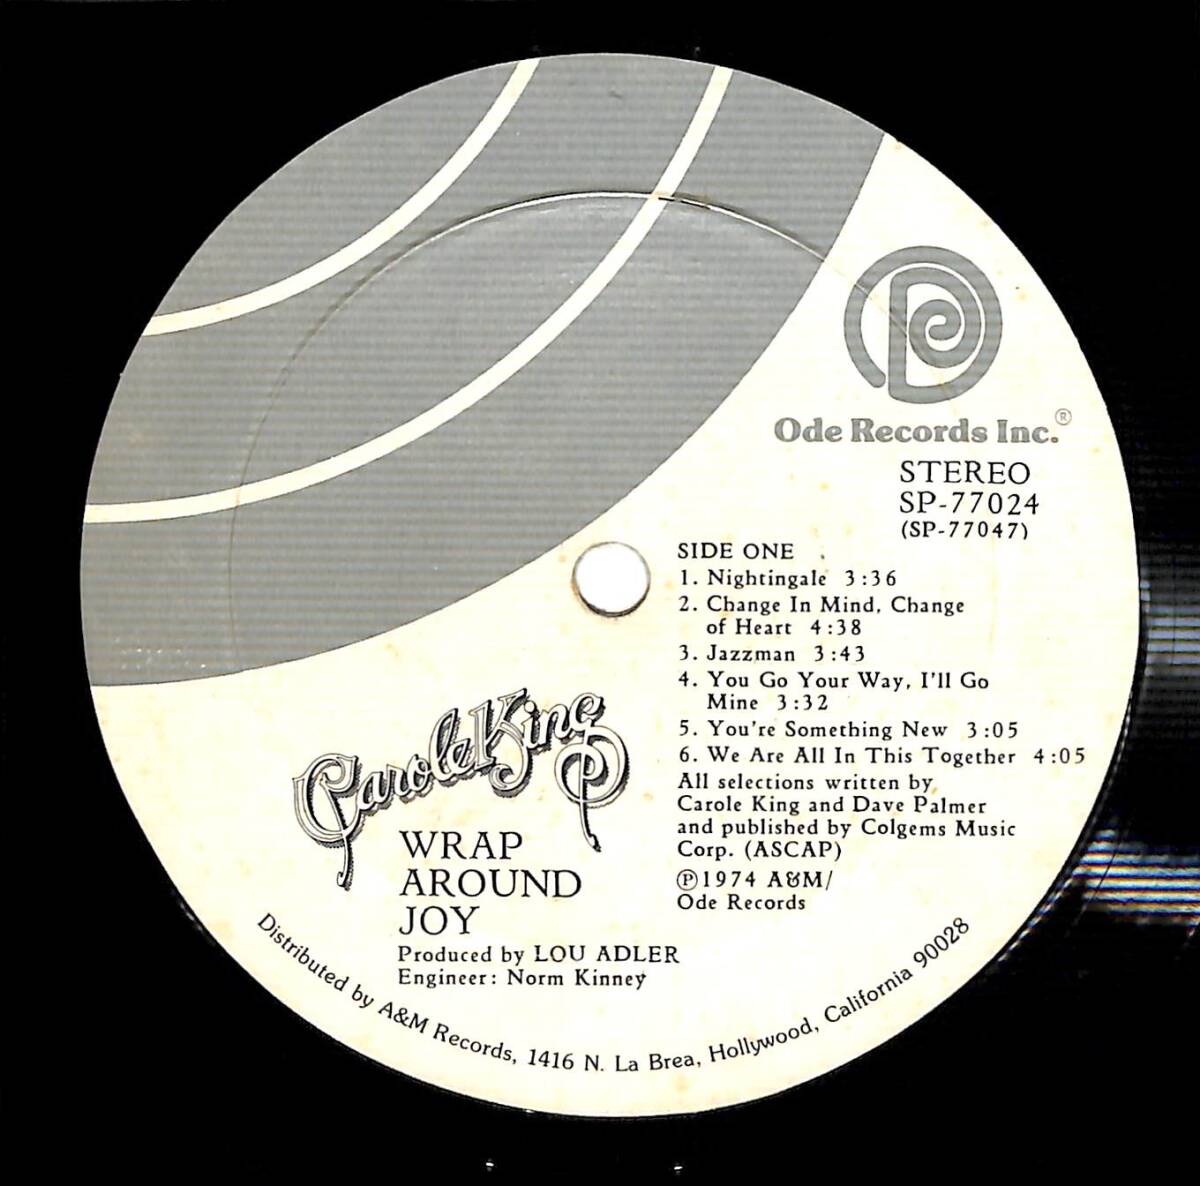 Ode Records Inc.®
STEREO
SP-77024
(SP-77047)
SIDE ONE
1. Nightingale 3:36
2. Change In Mind, Change
of Heart 4:38
3. Jazzman 3:43
4. You Go Your Way, I'll Go
Mine 3:32
5. You're Something New 3:05
6. We Are All In This Together 4:05
All selections written by
Carole King and Dave Palmer
and published by Colgems Music
Corp. (ASCAP)
℗1974 A&M/
Ode Records
Carole King
WRAP
AROUND
JOY
Produced by LOU ADLER
Engineer: Norm Kinney
Distributed by A&M Records, 1416 N. La Brea, Hollywood, California 90028